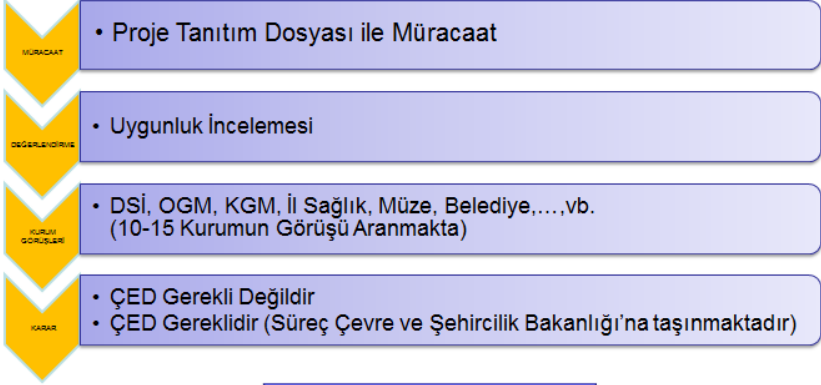 MÜRACAAT
• Proje Tanıtım Dosyası ile Müracaat
DEĞERLENDİRME
• Uygunluk İncelemesi
KURUM
GÖRÜŞLERİ
• DSİ, OGM, KGM, İl Sağlık, Müze, Belediye,...,vb.
(10-15 Kurumun Görüşü Aranmakta)
KARAR
• ÇED Gerekli Değildir
• ÇED Gereklidir (Süreç Çevre ve Şehircilik Bakanlığı'na taşınmaktadır)